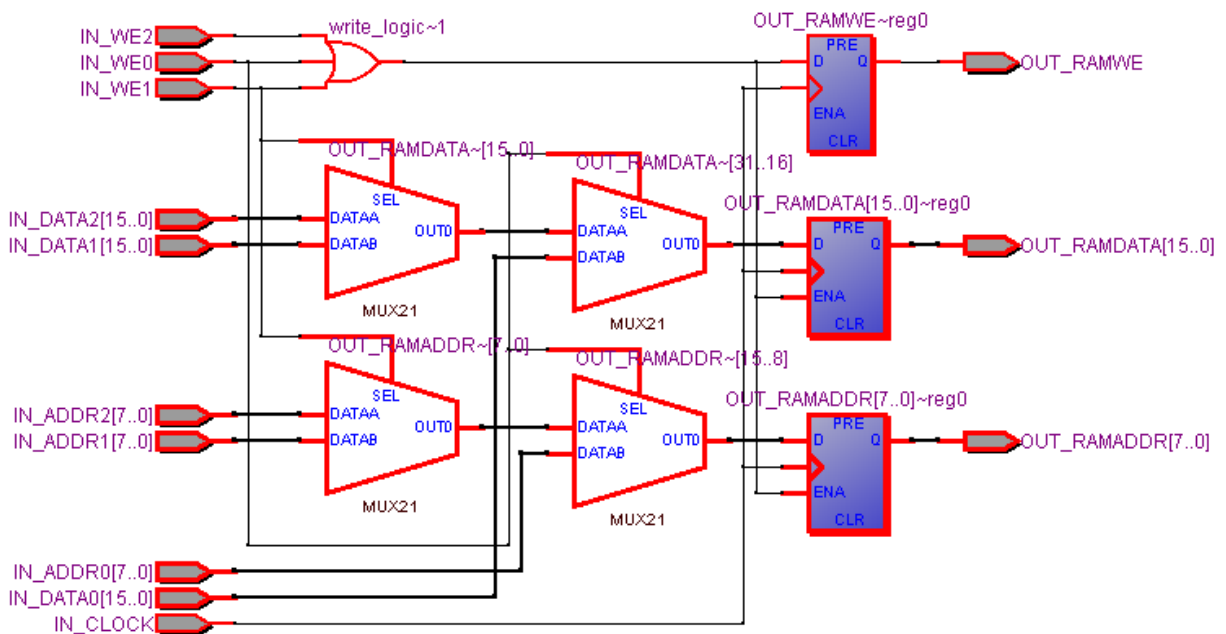 OUT_RAMWE~reg0
write_logic~1
IN_WE2
IN_WE0
IN_WE1
PRE
D
Q
ENA
CLR
OUT_RAMWE
OUT_RAMDATA~[15..0]
OUT_RAMDATA~[31..16]
SEL
DATAA
DATAB
OUT0
MUX21
SEL
DATAA
DATAB
OUT0
MUX21
IN_DATA2[15..0]
IN_DATA1[15..0]
OUT_RAMDATA[15..0]~reg0
PRE
D
Q
ENA
CLR
OUT_RAMDATA[15..0]
OUT_RAMADDR~[7..0]
OUT_RAMADDR~[15..8]
SEL
DATAA
DATAB
OUT0
MUX21
SEL
DATAA
DATAB
OUT0
MUX21
IN_ADDR2[7..0]
IN_ADDR1[7..0]
OUT_RAMADDR[7..0]~reg0
PRE
D
Q
ENA
CLR
OUT_RAMADDR[7..0]
IN_ADDR0[7..0]
IN_DATA0[15..0]
IN_CLOCK